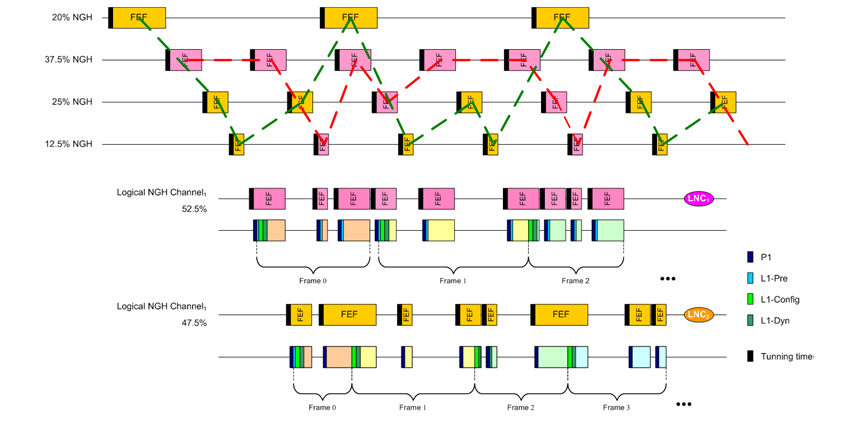 20% NGH FEF FEF FEF
37.5% NGH FEF FEF FEF FEF FEF FEF FEF
25% NGH FEF FEF FEF FEF FEF FEF FEF
12.5% NGH FEF FEF FEF FEF FEF FEF
Logical NGH Channel₁
52.5%
FEF FEF FEF FEF FEF FEF FEF FEF FEF
LNC₁
Frame 0 Frame 1 Frame 2
•••
P1
L1-Pre
L1-Config
L1-Dyn
Tunning time
Logical NGH Channel₁
47.5%
FEF FEF FEF FEF FEF FEF FEF FEF
LNC₂
Frame 0 Frame 1 Frame 2 Frame 3
•••